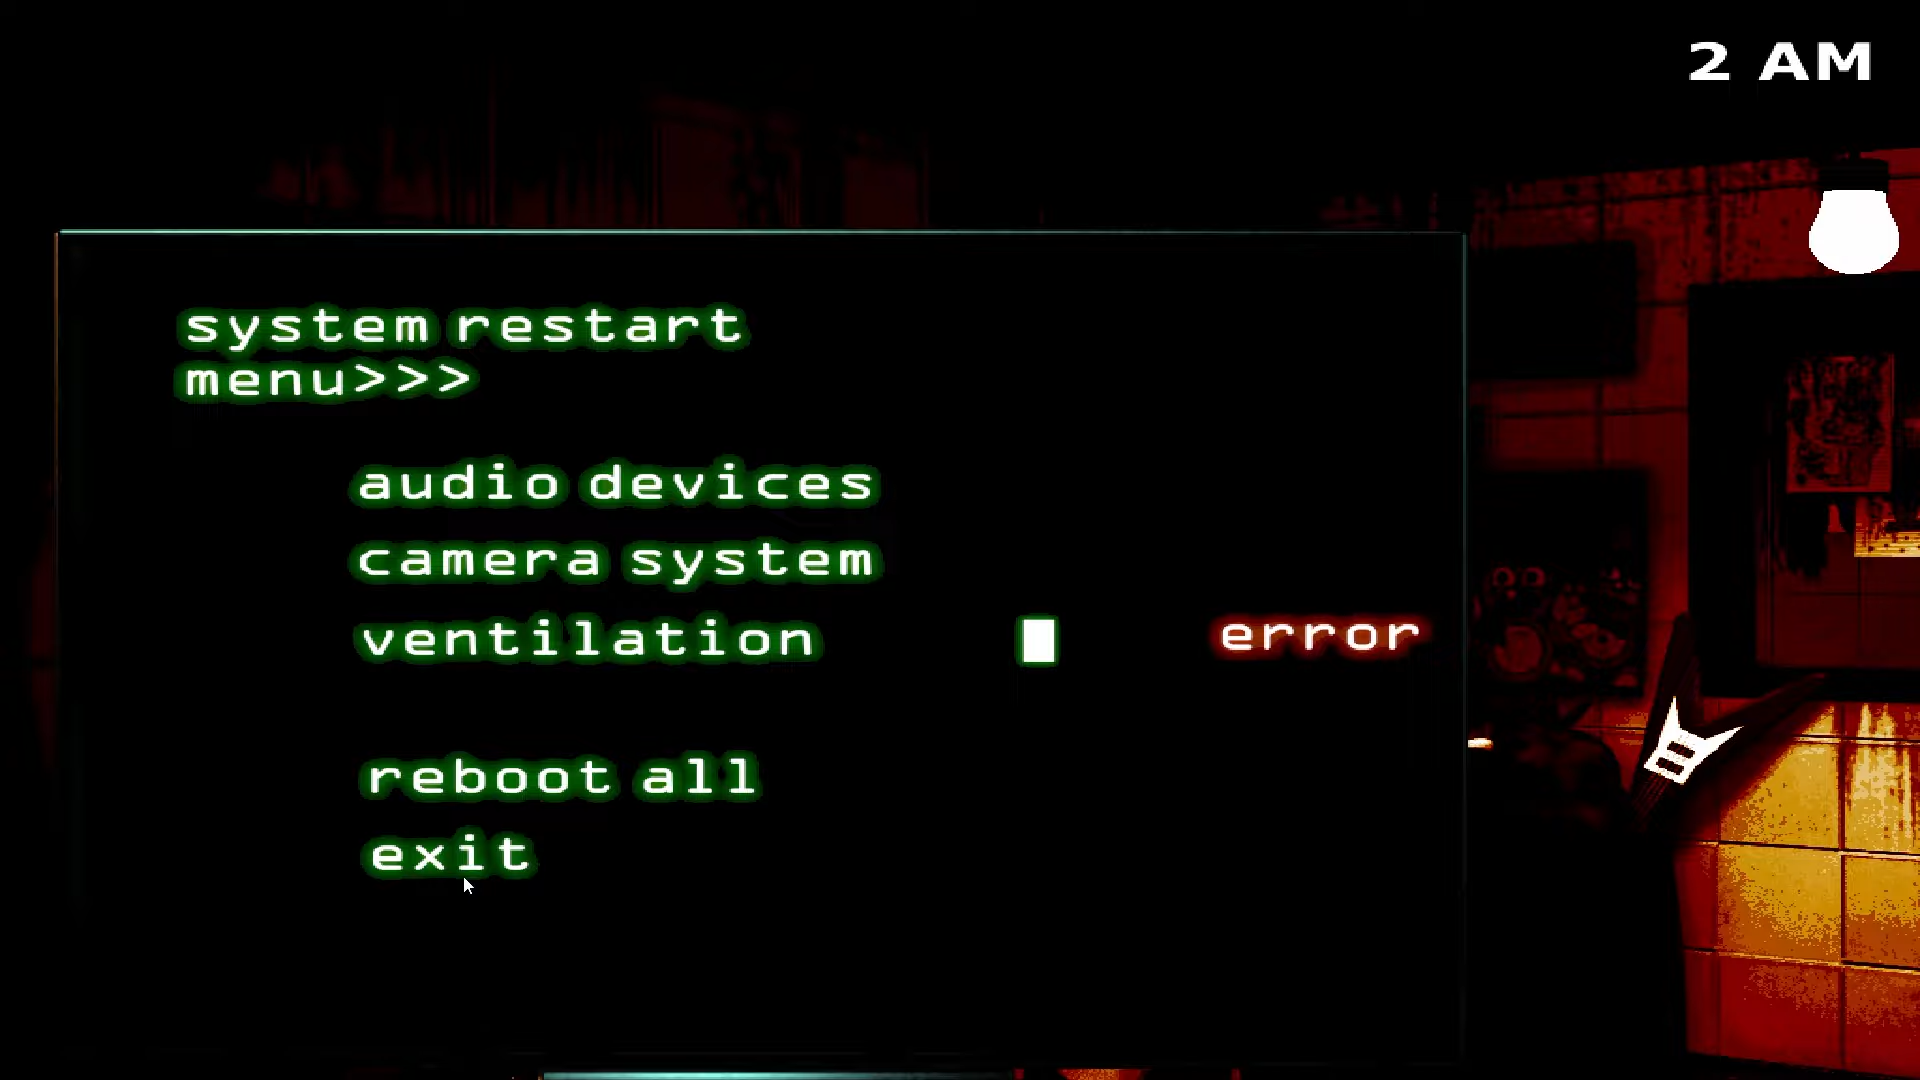 2 AM
system restart
menu>>>
audio devices
camera system
ventilation error
reboot all
exit